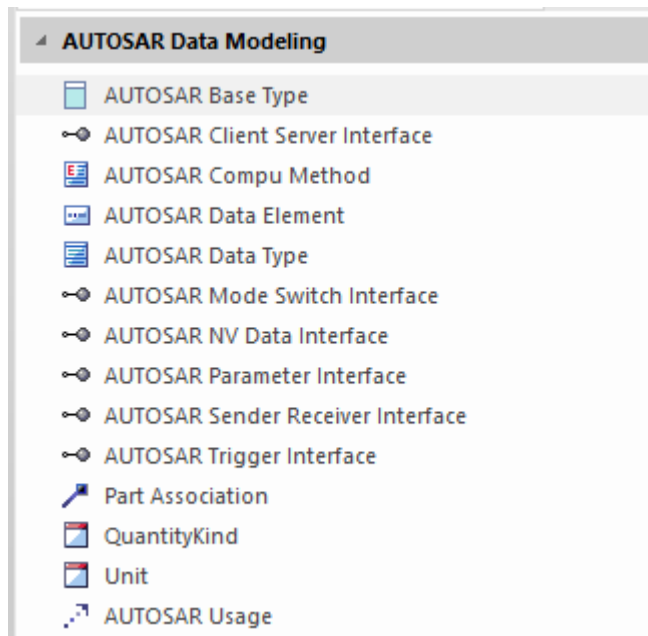 AUTOSAR Data Modeling
AUTOSAR Base Type
AUTOSAR Client Server Interface
AUTOSAR Compu Method
AUTOSAR Data Element
AUTOSAR Data Type
AUTOSAR Mode Switch Interface
AUTOSAR NV Data Interface
AUTOSAR Parameter Interface
AUTOSAR Sender Receiver Interface
AUTOSAR Trigger Interface
Part Association
QuantityKind
Unit
AUTOSAR Usage